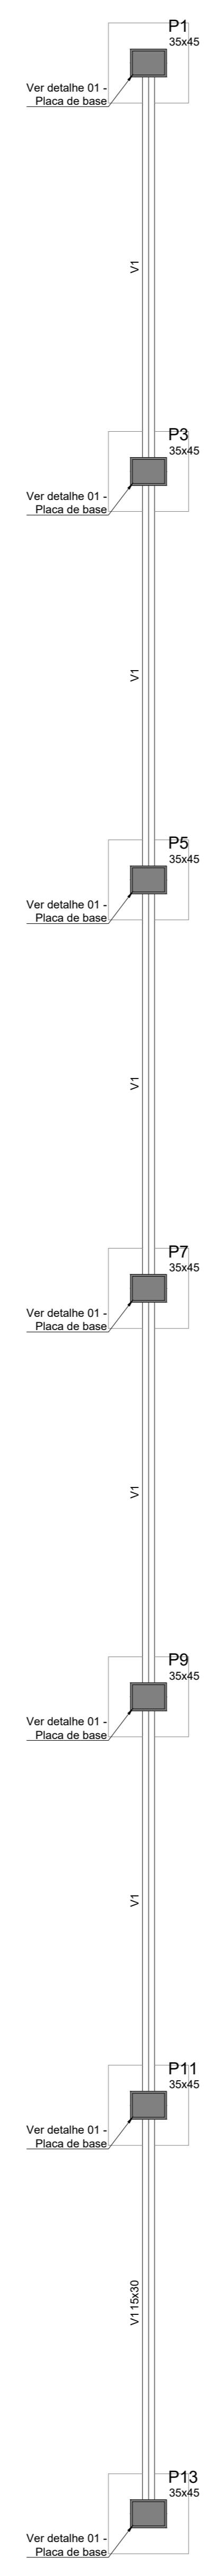 P1
35x45
Ver detalhe 01 -
Placa de base
V1
P3
35x45
Ver detalhe 01 -
Placa de base
V1
P5
35x45
Ver detalhe 01 -
Placa de base
V1
P7
35x45
Ver detalhe 01 -
Placa de base
V1
P9
35x45
Ver detalhe 01 -
Placa de base
V1
P11
35x45
Ver detalhe 01 -
Placa de base
V1 15x30
P13
35x45
Ver detalhe 01 -
Placa de base